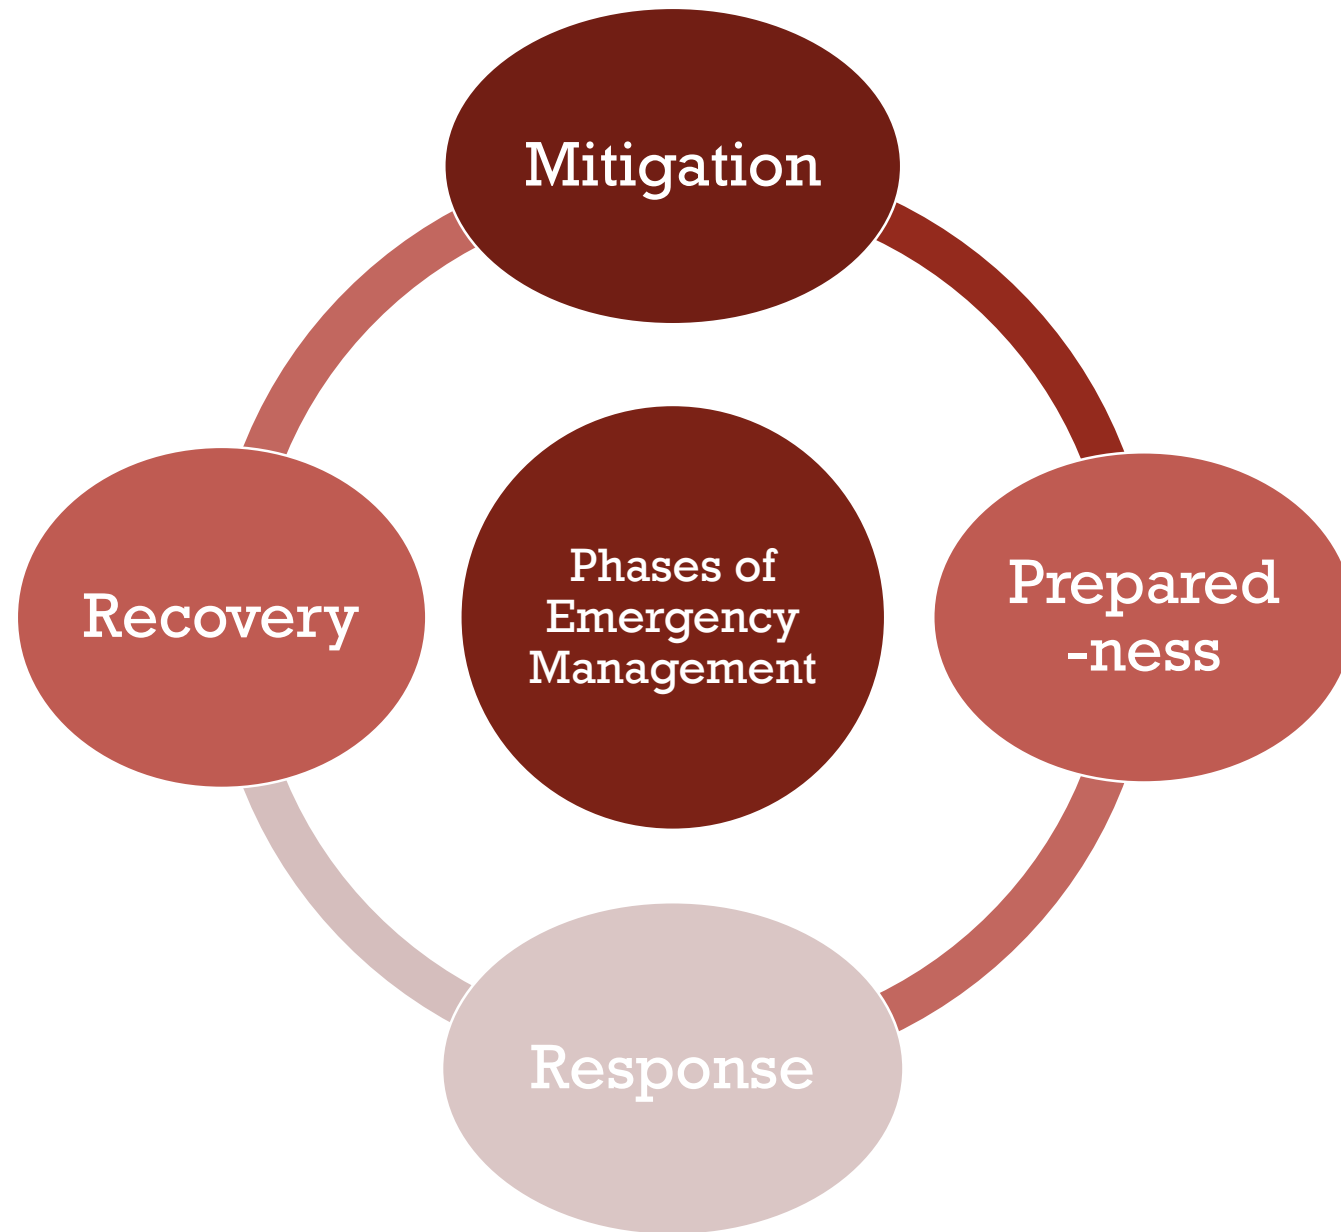 Mitigation
Phases of
Emergency
Management
Recovery
Prepared
-ness
Response